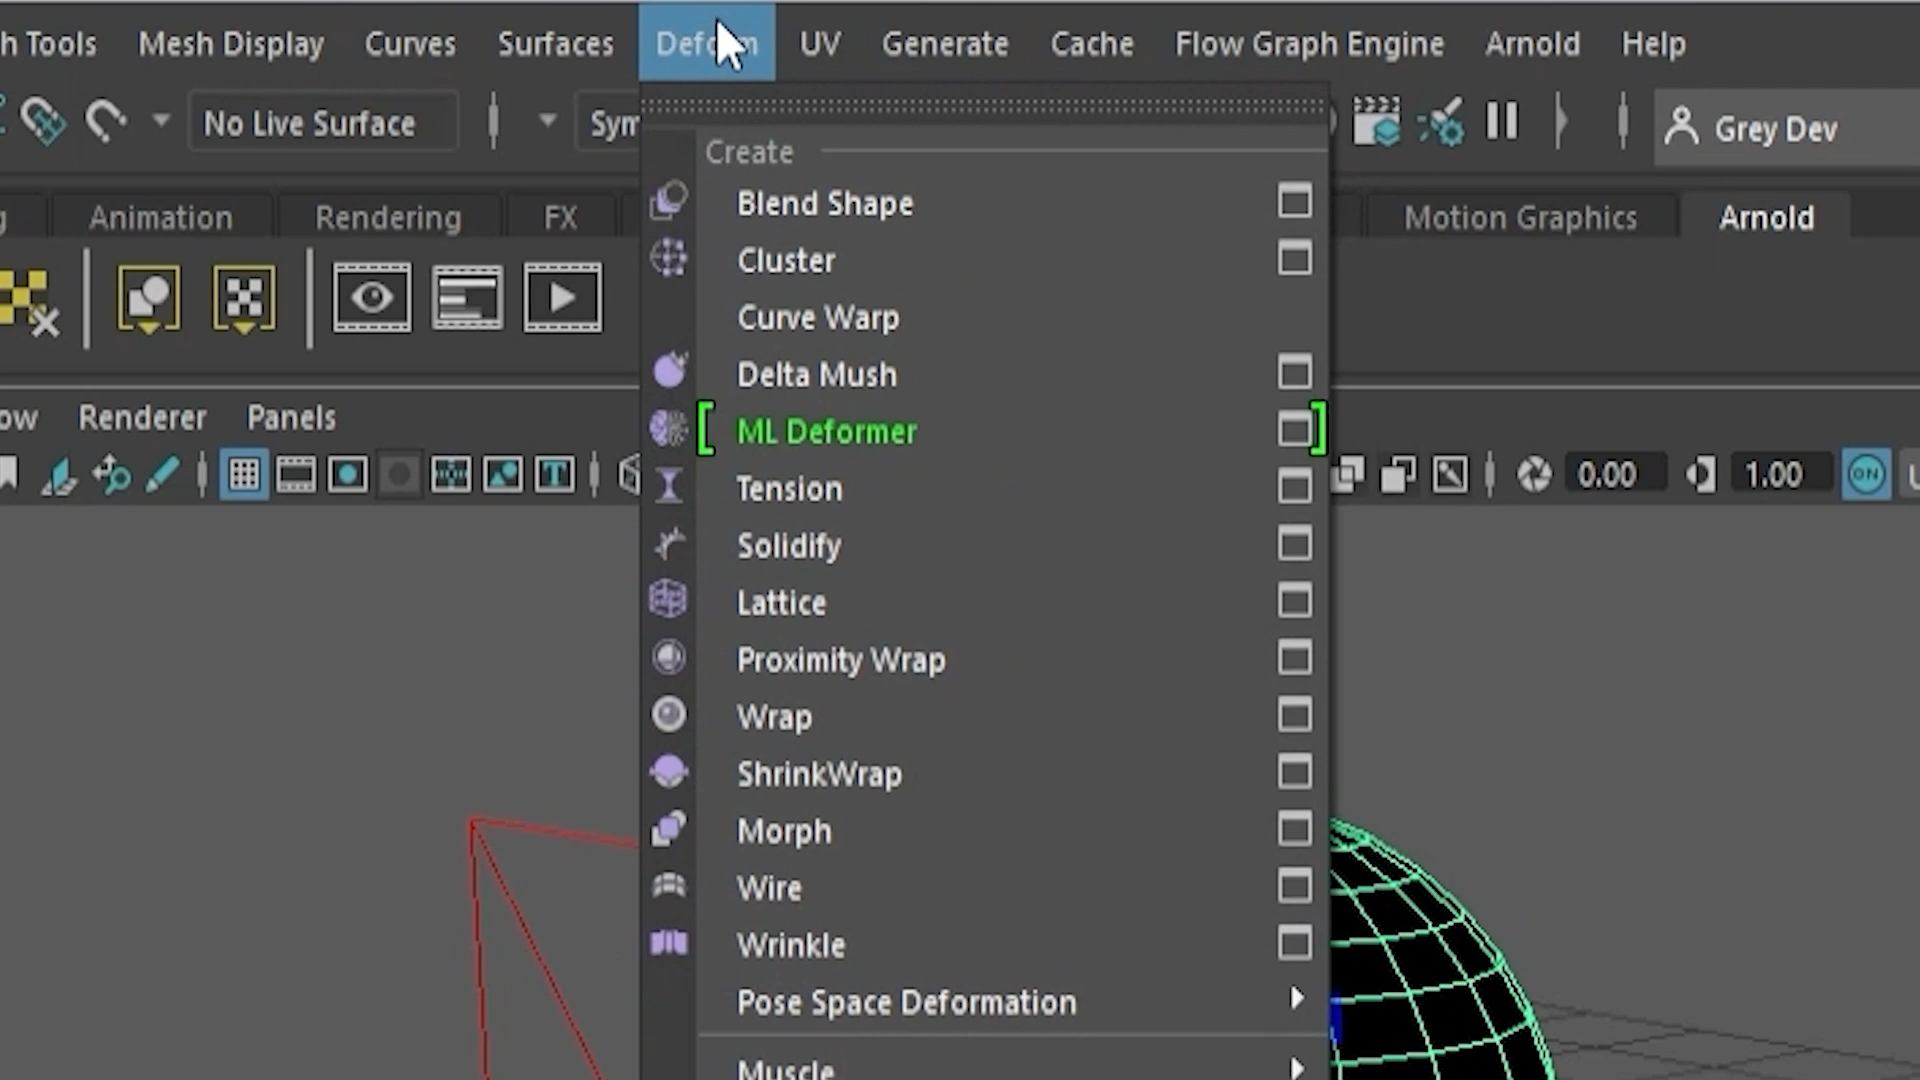 h Tools Mesh Display Curves Surfaces Deform UV Generate Cache Flow Graph Engine Arnold Help
No Live Surface Sym Grey Dev
g Animation Rendering FX Motion Graphics Arnold
ow Renderer Panels
T 0.00 1.00 ON
Create
Blend Shape
Cluster
Curve Warp
Delta Mush
[ ML Deformer ]
Tension
Solidify
Lattice
Proximity Wrap
Wrap
ShrinkWrap
Morph
Wire
Wrinkle
Pose Space Deformation
Muscle